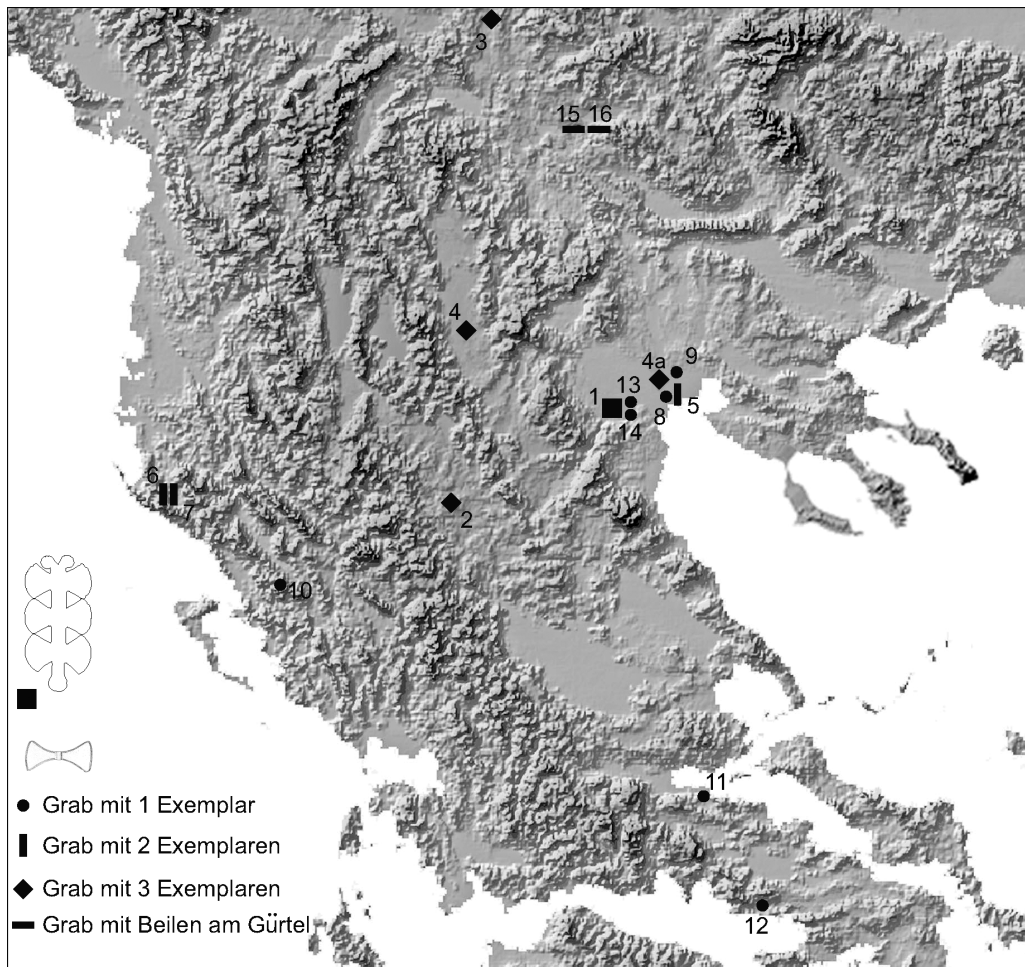 3
15 16
4
4a 9
1 13
8 5
14
6
7
2
10
Grab mit 1 Exemplar
Grab mit 2 Exemplaren
Grab mit 3 Exemplaren
Grab mit Beilen am Gürtel
11
12